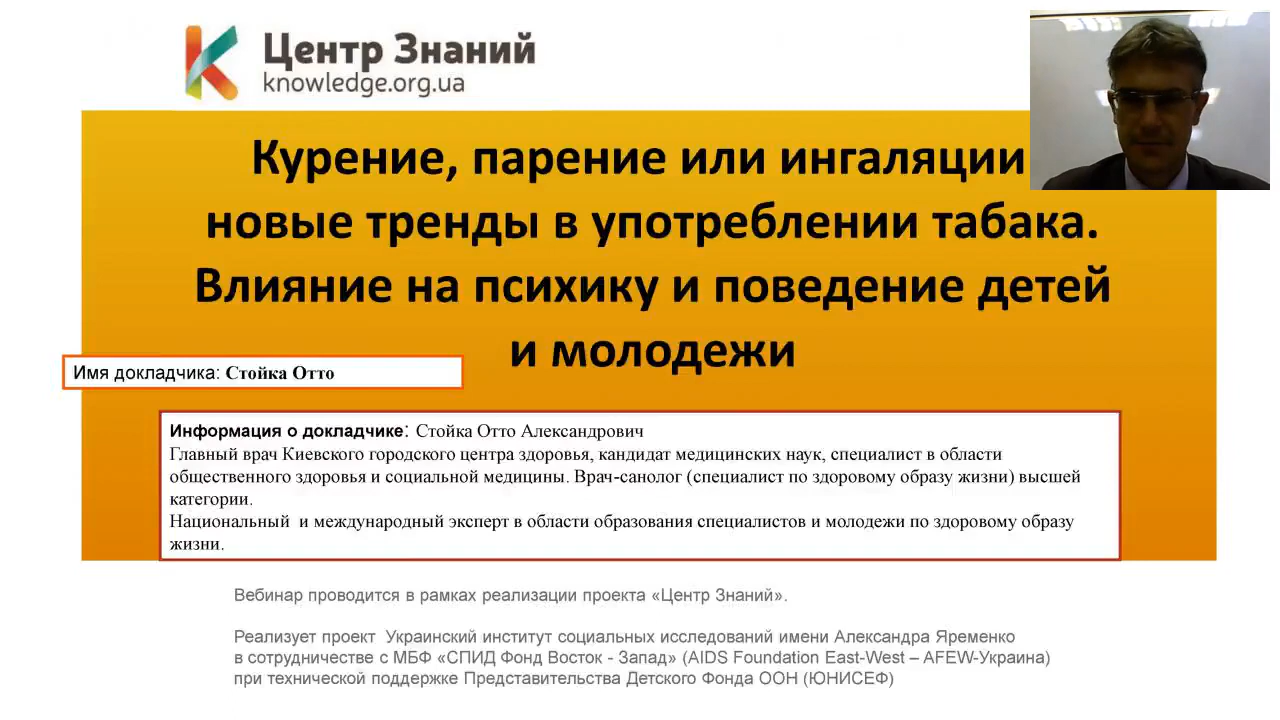 Центр Знаний
knowledge.org.ua
Курение, парение или ингаляции
новые тренды в употреблении табака.
Влияние на психику и поведение детей
и молодежи
Имя докладчика: Стойка Отто
Информация о докладчике: Стойка Отто Александрович
Главный врач Киевского городского центра здоровья, кандидат медицинских наук, специалист в области
общественного здоровья и социальной медицины. Врач-санолог (специалист по здоровому образу жизни) высшей
категории.
Национальный и международный эксперт в области образования специалистов и молодежи по здоровому образу
жизни.
Вебинар проводится в рамках реализации проекта «Центр Знаний».
Реализует проект Украинский институт социальных исследований имени Александра Яременко
в сотрудничестве с МБФ «СПИД Фонд Восток - Запад» (AIDS Foundation East-West – AFEW-Украина)
при технической поддержке Представительства Детского Фонда ООН (ЮНИСЕФ)